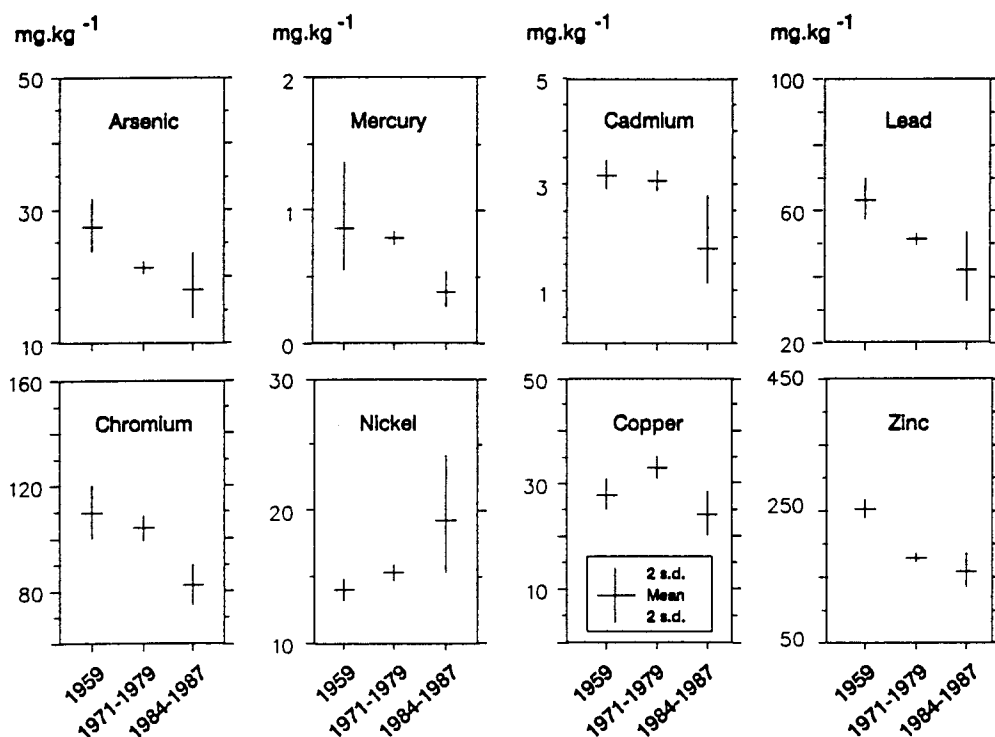 mg.kg⁻¹ mg.kg⁻¹ mg.kg⁻¹ mg.kg⁻¹
50 2 5 100
Arsenic Mercury Cadmium Lead
30 1 3 60
1
10 0 20
160 30 50 450
Chromium Nickel Copper Zinc
120 20 30 250
80 10
10 50
2 s.d.
Mean
2 s.d.
1959 1971-1979 1984-1987 1959 1971-1979 1984-1987 1959 1971-1979 1984-1987 1959 1971-1979 1984-1987